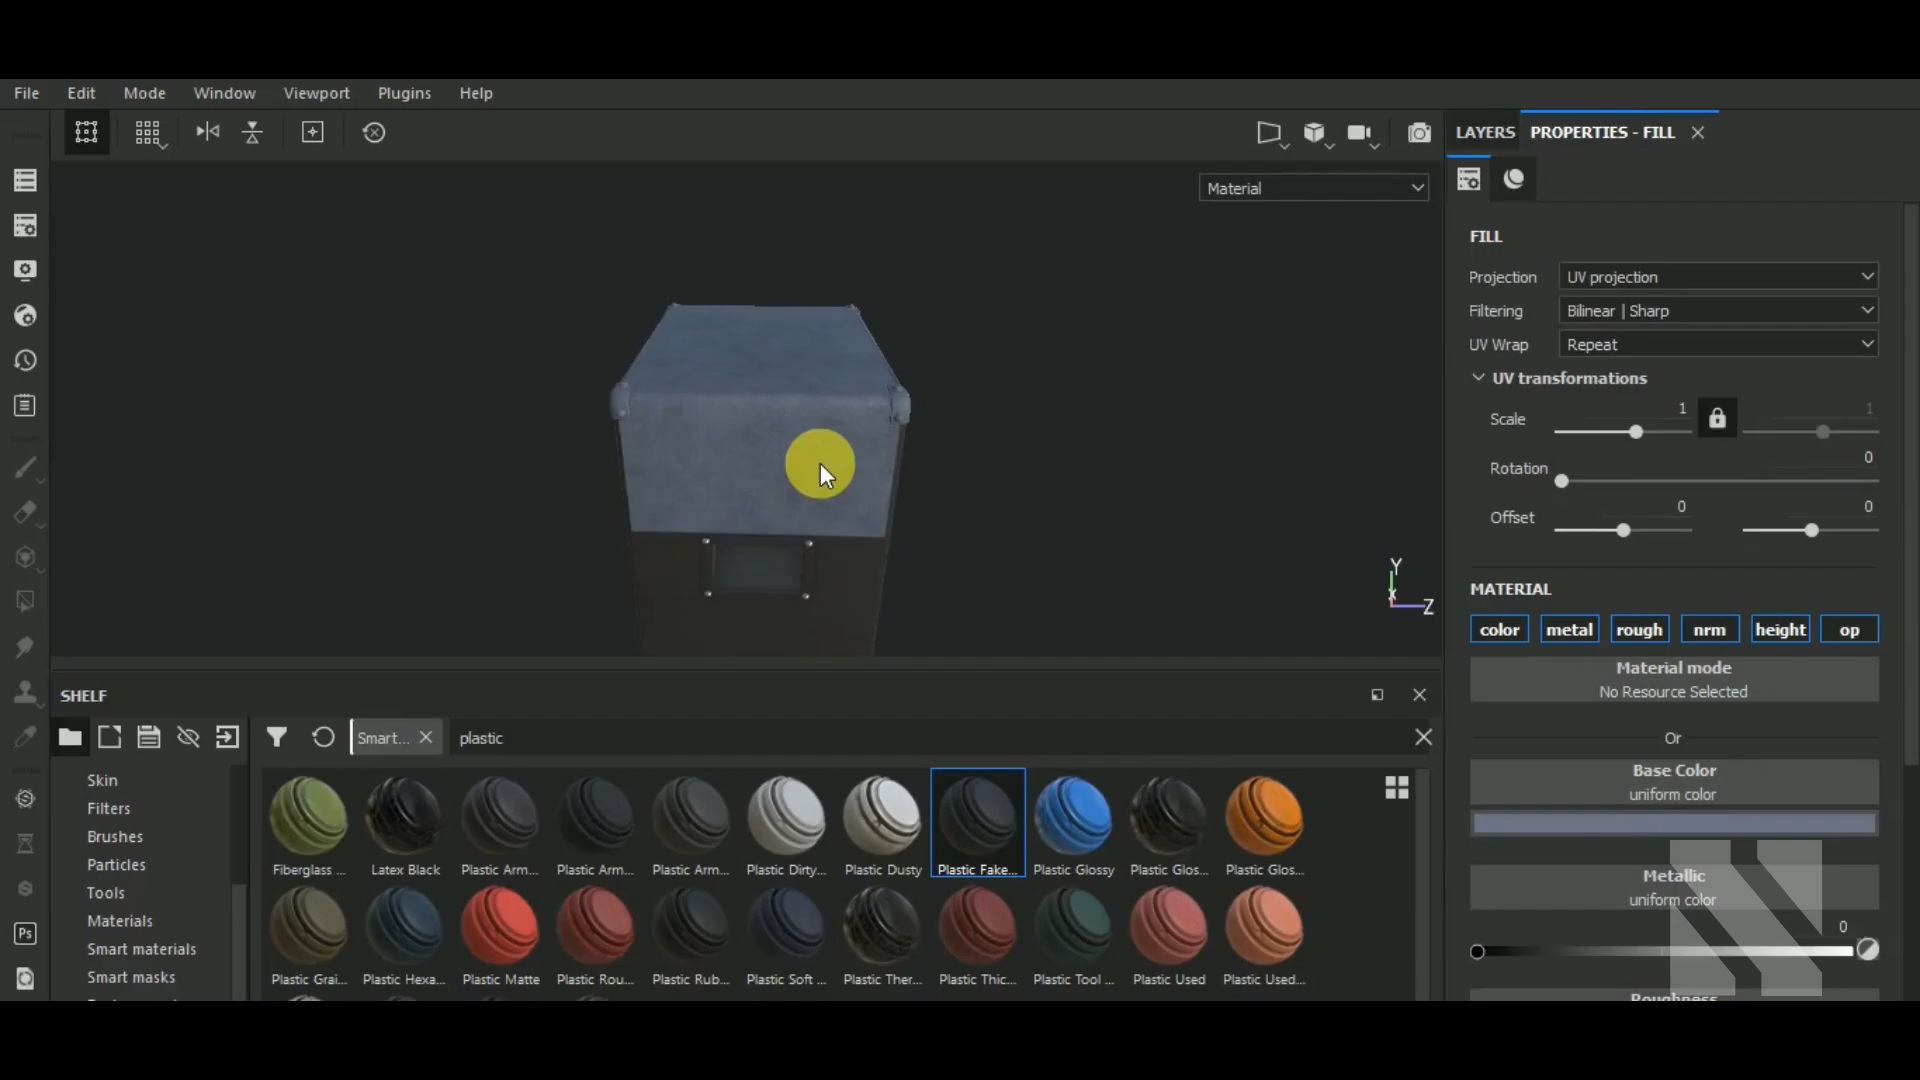 File Edit Mode Window Viewport Plugins Help
LAYERS PROPERTIES - FILL
Material
FILL
Projection UV projection
Filtering Bilinear | Sharp
UV Wrap Repeat
UV transformations
Scale 1 1
Rotation 0
Offset 0 0
Y
X
Z
MATERIAL
color metal rough nrm height op
Material mode
No Resource Selected
Or
Base Color
uniform color
Metallic
uniform color
0
Roughness
SHELF
Smart... plastic
Skin
Filters
Brushes
Particles
Tools
Materials
Smart materials
Smart masks
Fiberglass ... Latex Black Plastic Arm... Plastic Arm... Plastic Arm... Plastic Dirty... Plastic Dusty Plastic Fake... Plastic Glossy Plastic Glos... Plastic Glos...
Plastic Grai... Plastic Hexa... Plastic Matte Plastic Rou... Plastic Rub... Plastic Soft ... Plastic Ther... Plastic Thic... Plastic Tool ... Plastic Used Plastic Used...
Ps